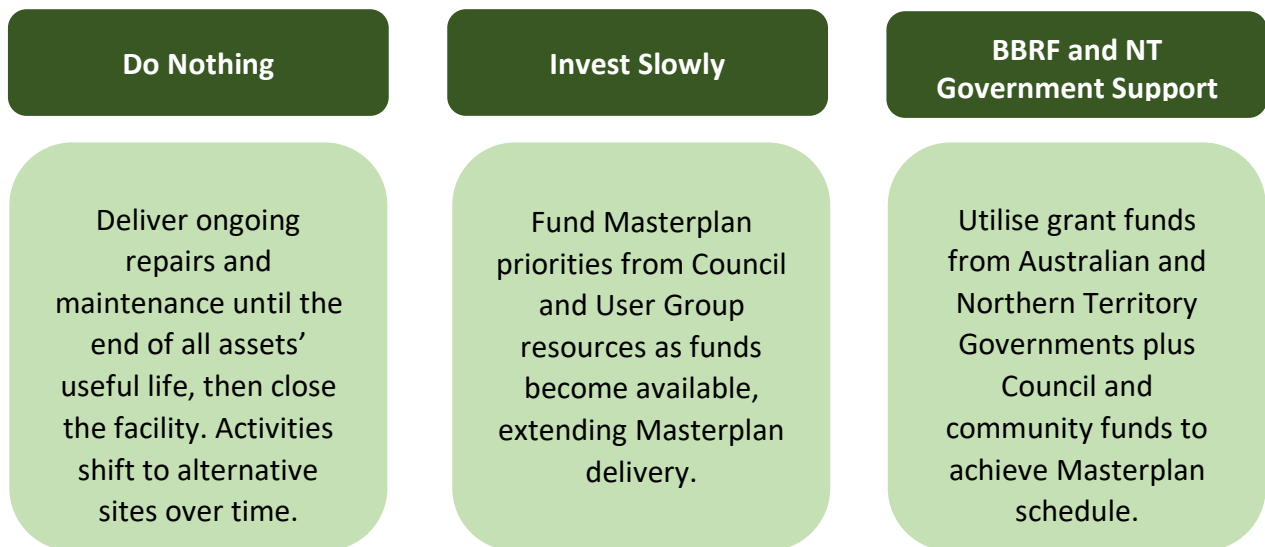 Do Nothing
Deliver ongoing
repairs and
maintenance until the
end of all assets’
useful life, then close
the facility. Activities
shift to alternative
sites over time.
Invest Slowly
Fund Masterplan
priorities from Council
and User Group
resources as funds
become available,
extending Masterplan
delivery.
BBRF and NT
Government Support
Utilise grant funds
from Australian and
Northern Territory
Governments plus
Council and
community funds to
achieve Masterplan
schedule.